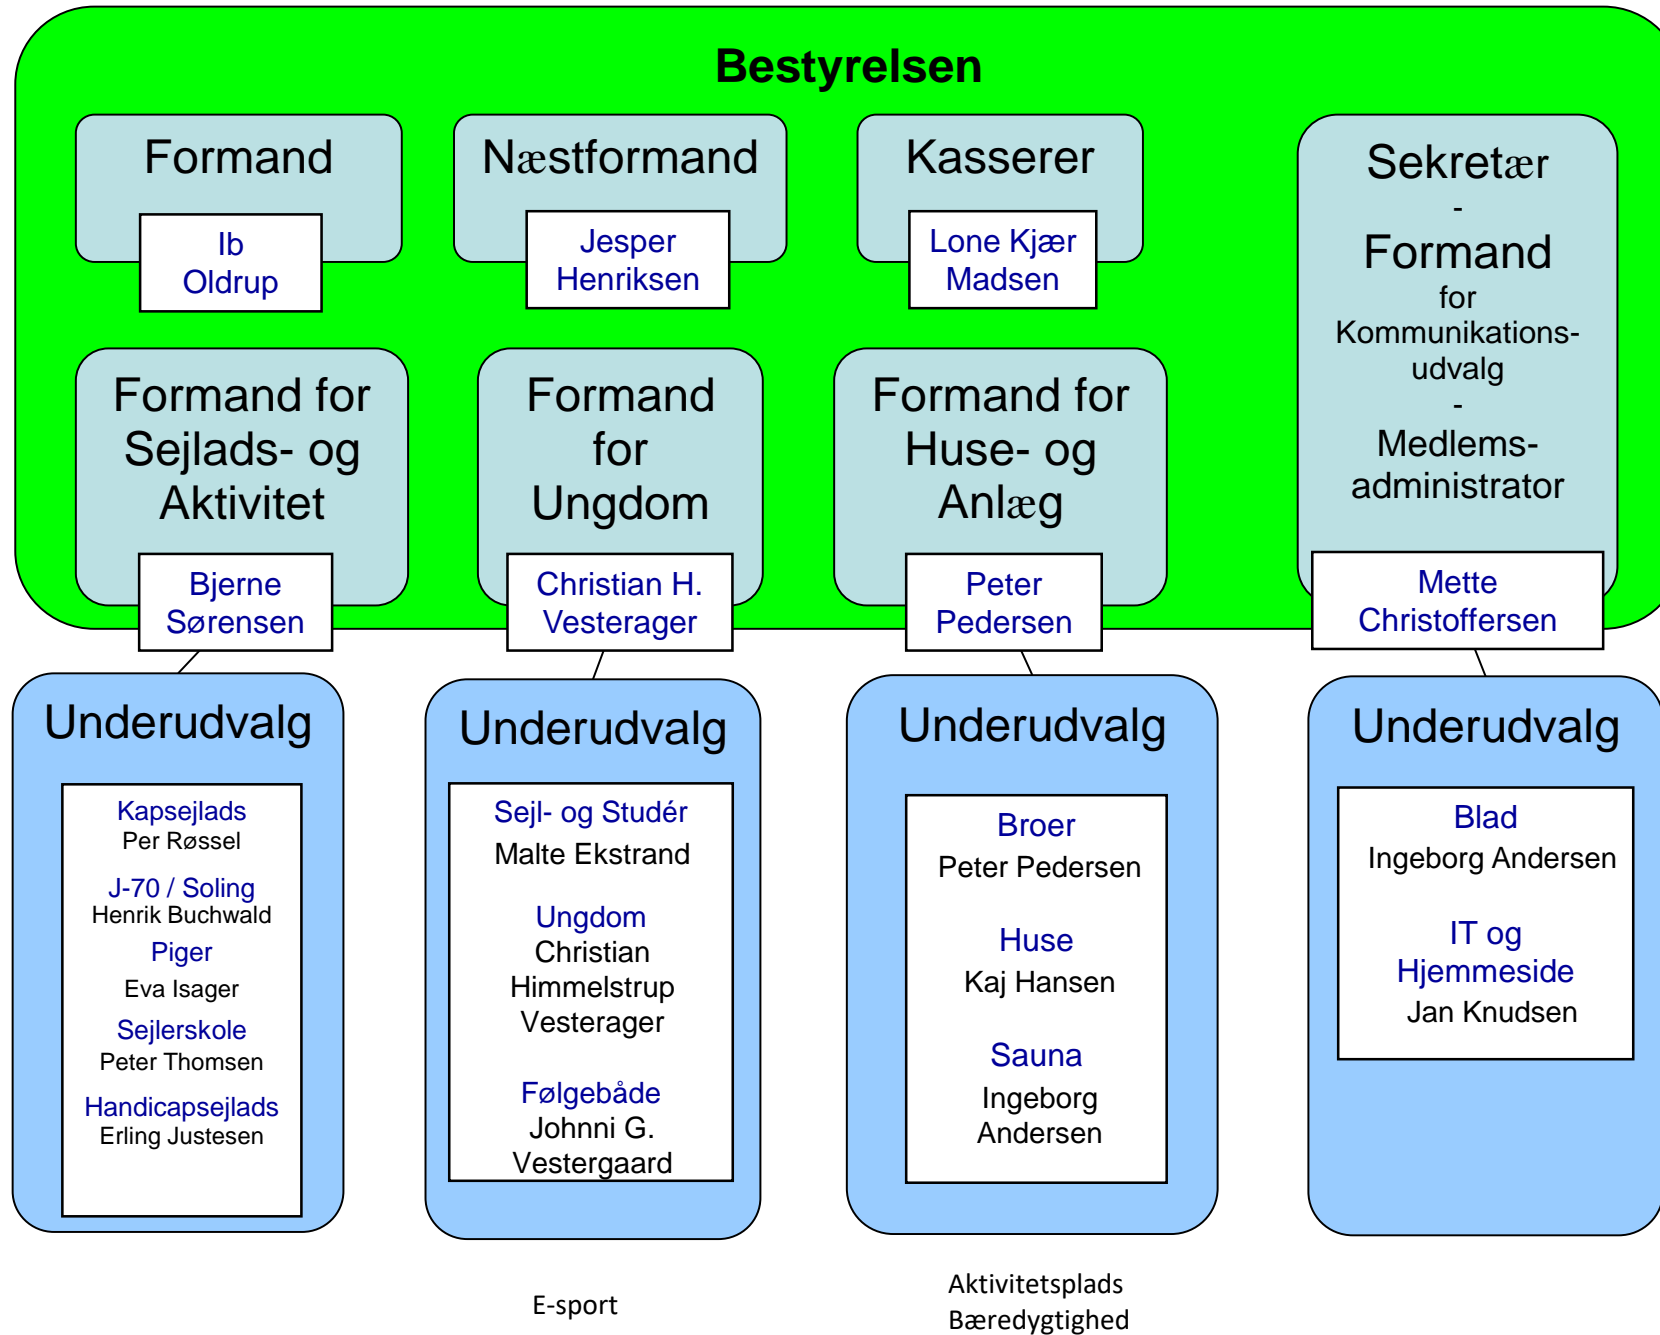 Bestyrelsen
Formand
Ib
Oldrup
Næstformand
Jesper
Henriksen
Kasserer
Lone Kjær
Madsen
Sekretær
-
Formand
for
Kommunikations-
udvalg
-
Medlems-
administrator
Mette
Christoffersen
Formand for
Sejlads- og
Aktivitet
Bjerne
Sørensen
Formand
for
Ungdom
Christian H.
Vesterager
Formand for
Huse- og
Anlæg
Peter
Pedersen
Underudvalg
Kapsejlads
Per Røssel
J-70 / Soling
Henrik Buchwald
Piger
Eva Isager
Sejlerskole
Peter Thomsen
Handicapsejlads
Erling Justesen
Underudvalg
Sejl- og Studér
Malte Ekstrand
Ungdom
Christian
Himmelstrup
Vesterager
Følgebåde
Johnni G.
Vestergaard
Underudvalg
Broer
Peter Pedersen
Huse
Kaj Hansen
Sauna
Ingeborg
Andersen
Underudvalg
Blad
Ingeborg Andersen
IT og
Hjemmeside
Jan Knudsen
E-sport
Aktivitetsplads
Bæredygtighed